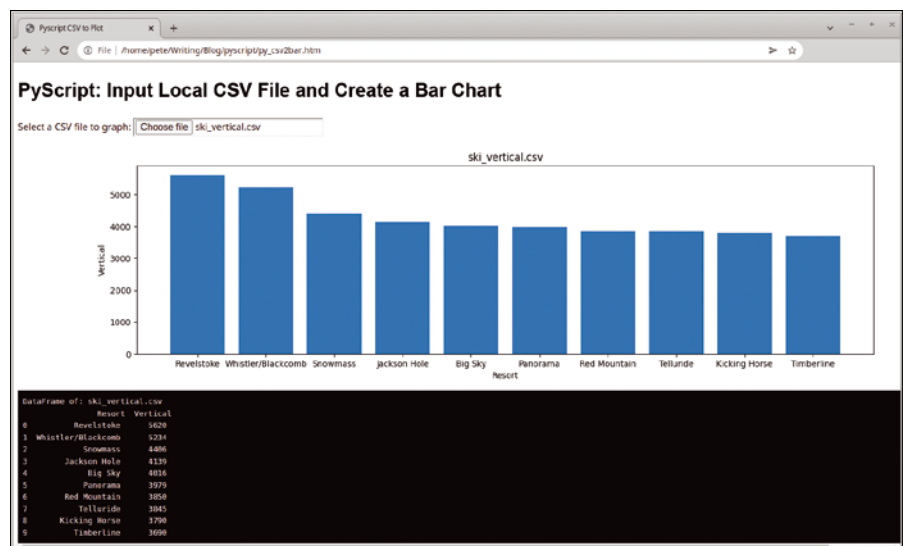 Pyscript CSV to Plot × +
File | /home/pete/Writing/Blog/pyscript/py_csv2bar.htm
PyScript: Input Local CSV File and Create a Bar Chart
Select a CSV file to graph: Choose file ski_vertical.csv
ski_vertical.csv
5000
4000
3000
2000
1000
0
Vertical
Revelstoke Whistler/Blackcomb Snowmass Jackson Hole Big Sky Panorama Red Mountain Telluride Kicking Horse Timberline
Resort
DataFrame of: ski_vertical.csv
Resort Vertical
0 Revelstoke 5620
1 Whistler/Blackcomb 5234
2 Snowmass 4406
3 Jackson Hole 4139
4 Big Sky 4016
5 Panorama 3979
6 Red Mountain 3850
7 Telluride 3845
8 Kicking Horse 3790
9 Timberline 3690